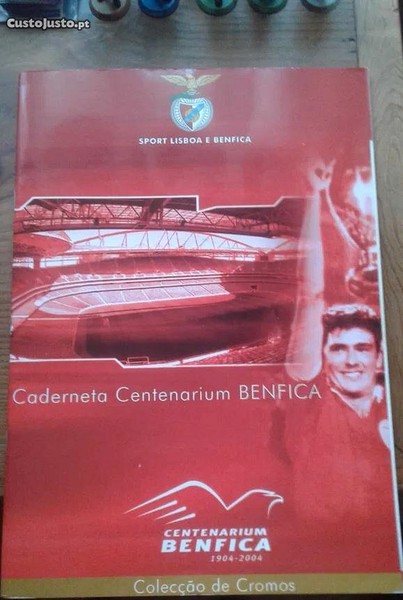 CustoJusto.pt
SPORT LISBOA E BENFICA
Caderneta Centenarium BENFICA
CENTENARIUM
BENFICA
1904-2004
Colecção de Cromos